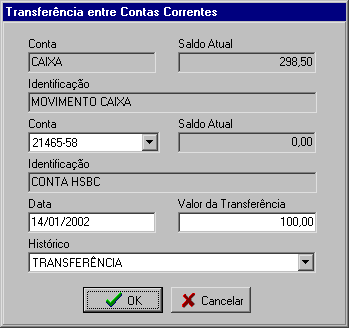 Transferência entre Contas Correntes
Conta Saldo Atual
CAIXA 298,50
Identificação
MOVIMENTO CAIXA
Conta Saldo Atual
21465-58 0,00
Identificação
CONTA HSBC
Data Valor da Transferência
14/01/2002 100,00
Histórico
TRANSFERÊNCIA
OK Cancelar